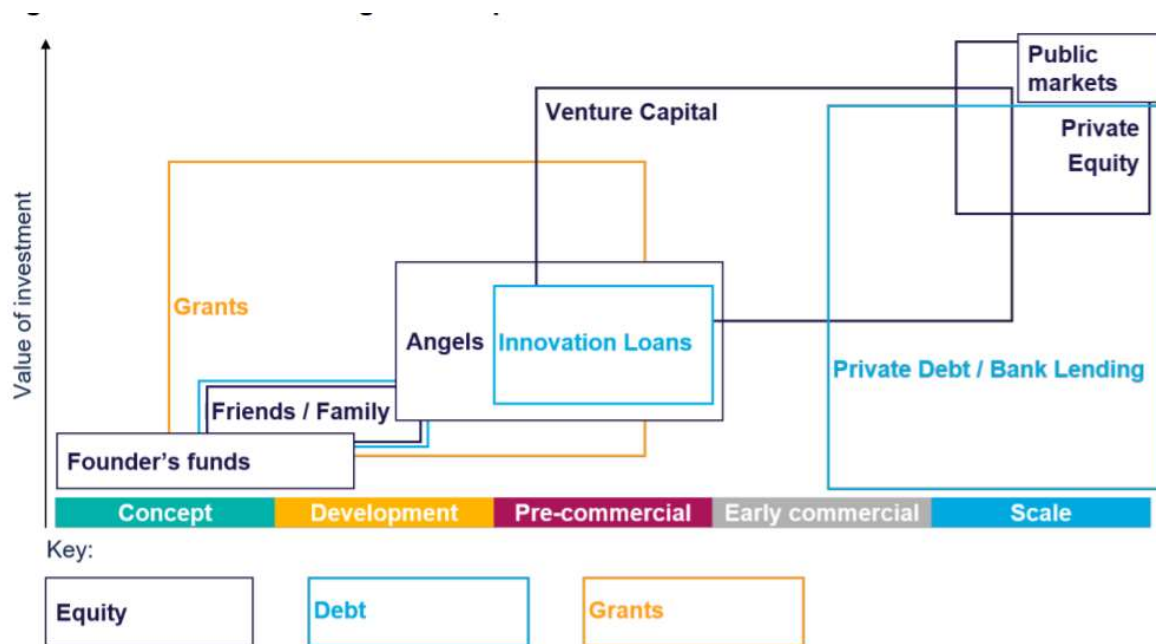 Public
markets
Venture Capital
Private
Equity
Value of investment
Grants
Angels
Innovation Loans
Private Debt / Bank Lending
Friends / Family
Founder’s funds
Concept
Development
Pre-commercial
Early commercial
Scale
Key:
Equity
Debt
Grants